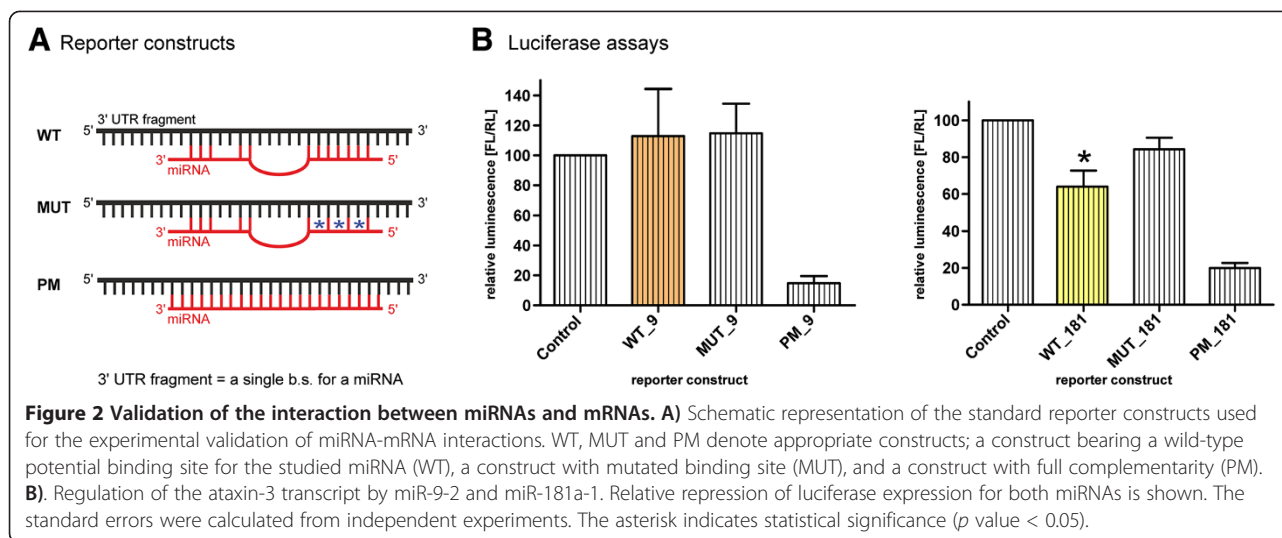 A Reporter constructs
3' UTR fragment
WT
5'
3'
3'
5'
miRNA
MUT
5'
3'
3'
* * *
5'
miRNA
PM
5'
3'
3'
5'
miRNA
3' UTR fragment = a single b.s. for a miRNA
B Luciferase assays
relative luminescence [FL/RL]
140
120
100
80
60
40
20
0
Control
WT_9
MUT_9
PM_9
reporter construct
relative luminescence [FL/RL]
100
80
60
40
20
0
*
Control
WT_181
MUT_181
PM_181
reporter construct
Figure 2 Validation of the interaction between miRNAs and mRNAs. A) Schematic representation of the standard reporter constructs used
for the experimental validation of miRNA-mRNA interactions. WT, MUT and PM denote appropriate constructs; a construct bearing a wild-type
potential binding site for the studied miRNA (WT), a construct with mutated binding site (MUT), and a construct with full complementarity (PM).
B). Regulation of the ataxin-3 transcript by miR-9-2 and miR-181a-1. Relative repression of luciferase expression for both miRNAs is shown. The
standard errors were calculated from independent experiments. The asterisk indicates statistical significance (p value < 0.05).